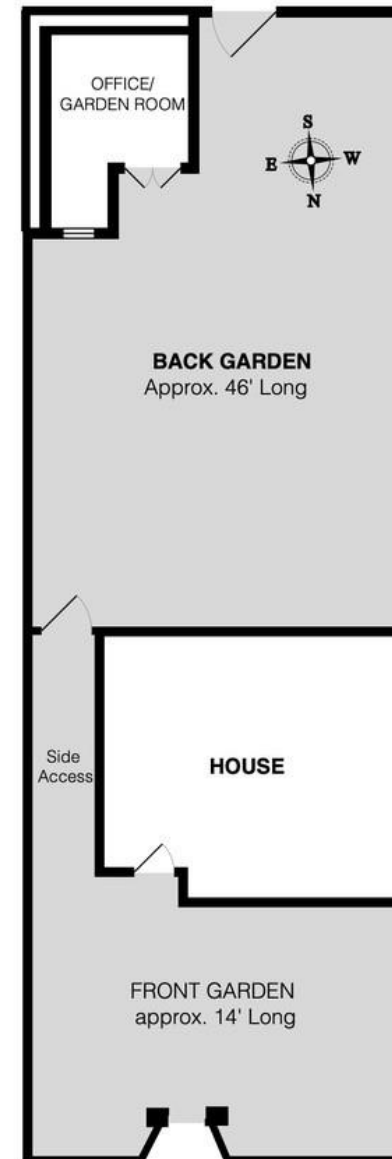 OFFICE/
GARDEN ROOM
S
E
W
N
BACK GARDEN
Approx. 46' Long
Side
Access
HOUSE
FRONT GARDEN
approx. 14' Long